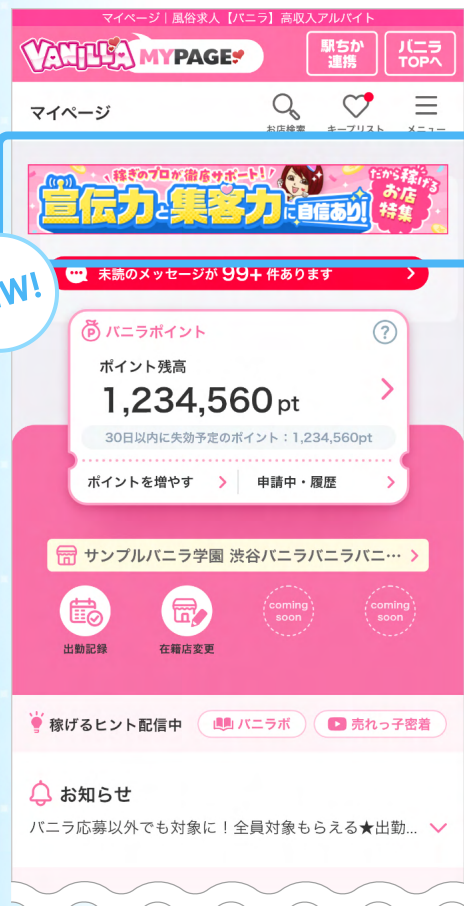 マイページ｜風俗求人【バニラ】高収入アルバイト
VANILLA MYPAGE
駅ちか
連携
バニラ
TOPへ
マイページ
お店検索
キープリスト
メニュー
稼ぎのプロが徹底サポート!
宣伝力と集客力に自信あり!
だから稼げる
お店
特集
W!
未読のメッセージが 99+ 件あります
P バニラポイント ?
ポイント残高
1,234,560 pt
30日以内に失効予定のポイント：1,234,560pt
ポイントを増やす
申請中・履歴
サンプルバニラ学園 渋谷バニラバニラバニ…
出勤記録
在籍店変更
coming
soon
coming
soon
稼げるヒント配信中
バニラボ
売れっ子密着
お知らせ
バニラ応募以外でも対象に！全員対象もらえる★出勤...